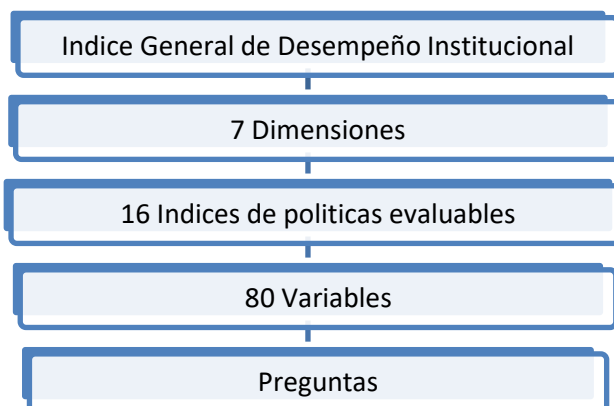 Indice General de Desempeño Institucional
7 Dimensiones
16 Indices de politicas evaluables
80 Variables
Preguntas